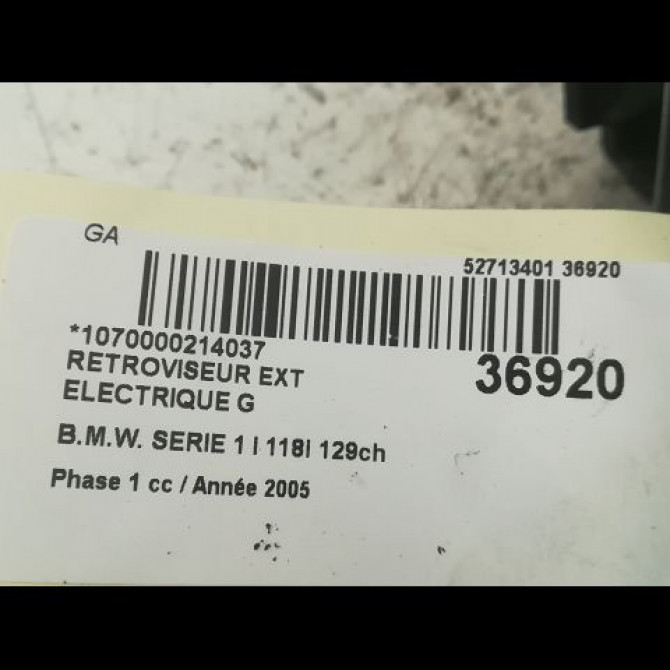 GA
52713401 36920
*1070000214037
36920
RETROVISEUR EXT
ELECTRIQUE G
B.M.W. SERIE 1 I 118I 129ch
Phase 1 cc / Année 2005